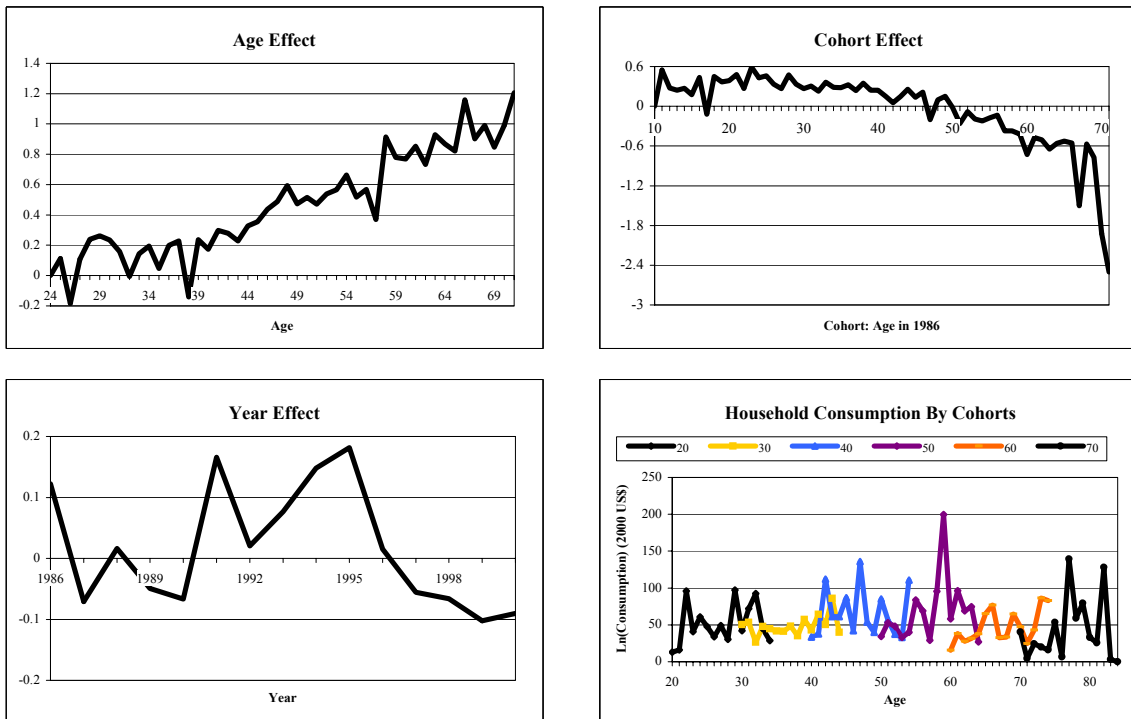 Age Effect
1.4
1.2
1
0.8
0.6
0.4
0.2
0
-0.2
24 29 34 39 44 49 54 59 64 69
Age
Cohort Effect
0.6
0
-0.6
-1.2
-1.8
-2.4
-3
10 20 30 40 50 60 70
Cohort: Age in 1986
Year Effect
0.2
0.1
0
-0.1
-0.2
1986 1989 1992 1995 1998
Year
Household Consumption By Cohorts
20 30 40 50 60 70
Ln(Consumption) (2000 US$)
250
200
150
100
50
0
20 30 40 50 60 70 80
Age